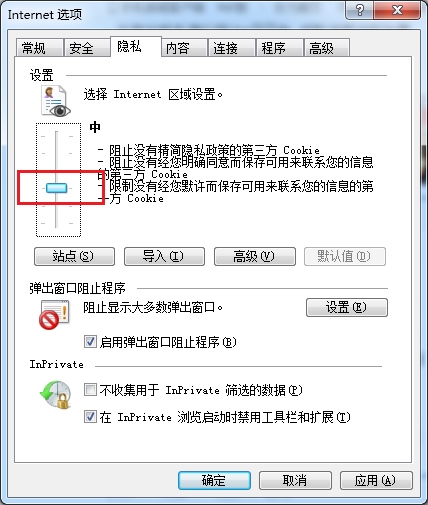 Internet 选项
常规 安全 隐私 内容 连接 程序 高级
设置
选择 Internet 区域设置。
中
- 阻止没有精简隐私政策的第三方 Cookie
- 阻止没有经您明确同意而保存可用来联系您的信息
的第三方 Cookie
- 限制没有经您默许而保存可用来联系您的信息的第
一方 Cookie
站点(S) 导入(I) 高级(V) 默认值(D)
弹出窗口阻止程序
阻止显示大多数弹出窗口。 设置(E)
启用弹出窗口阻止程序(B)
InPrivate
不收集用于 InPrivate 筛选的数据(P)
在 InPrivate 浏览启动时禁用工具栏和扩展(T)
确定 取消 应用(A)